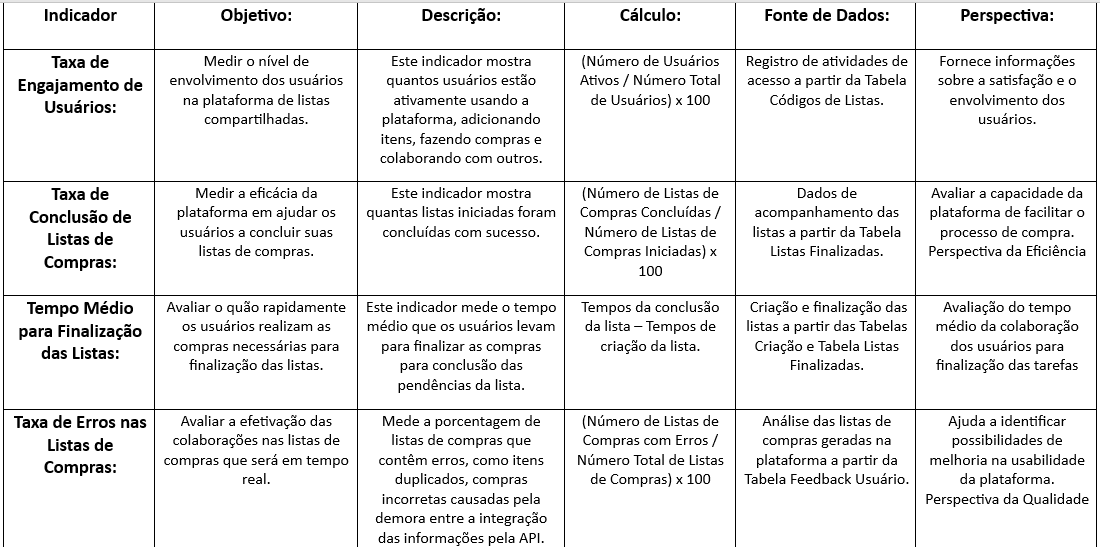 Indicador
Objetivo:
Descrição:
Cálculo:
Fonte de Dados:
Perspectiva:
Taxa de
Engajamento de
Usuários:
Medir o nível de
envolvimento dos usuários
na plataforma de listas
compartilhadas.
Este indicador mostra
quantos usuários estão
ativamente usando a
plataforma, adicionando
itens, fazendo compras e
colaborando com outros.
(Número de Usuários
Ativos / Número Total
de Usuários) x 100
Registro de atividades de
acesso a partir da Tabela
Códigos de Listas.
Fornece informações
sobre a satisfação e o
envolvimento dos
usuários.
Taxa de
Conclusão de
Listas de
Compras:
Medir a eficácia da
plataforma em ajudar os
usuários a concluir suas
listas de compras.
Este indicador mostra
quantas listas iniciadas foram
concluídas com sucesso.
(Número de Listas de
Compras Concluídas /
Número de Listas de
Compras Iniciadas) x
100
Dados de
acompanhamento das
listas a partir da Tabela
Listas Finalizadas.
Avaliar a capacidade da
plataforma de facilitar o
processo de compra.
Perspectiva da Eficiência
Tempo Médio
para Finalização
das Listas:
Avaliar o quão rapidamente
os usuários realizam as
compras necessárias para
finalização das listas.
Este indicador mede o tempo
médio que os usuários levam
para finalizar as compras
para conclusão das
pendências da lista.
Tempos da conclusão
da lista – Tempos de
criação da lista.
Criação e finalização das
listas a partir das Tabelas
Criação e Tabela Listas
Finalizadas.
Avaliação do tempo
médio da colaboração
dos usuários para
finalização das tarefas
Taxa de Erros nas
Listas de
Compras:
Avaliar a efetivação das
colaborações nas listas de
compras que será em tempo
real.
Mede a porcentagem de
listas de compras que
contêm erros, como itens
duplicados, compras
incorretas causadas pela
demora entre a integração
das informações pela API.
(Número de Listas de
Compras com Erros /
Número Total de Listas
de Compras) x 100
Análise das listas de
compras geradas na
plataforma a partir da
Tabela Feedback Usuário.
Ajuda a identificar
possibilidades de
melhoria na usabilidade
da plataforma.
Perspectiva da Qualidade